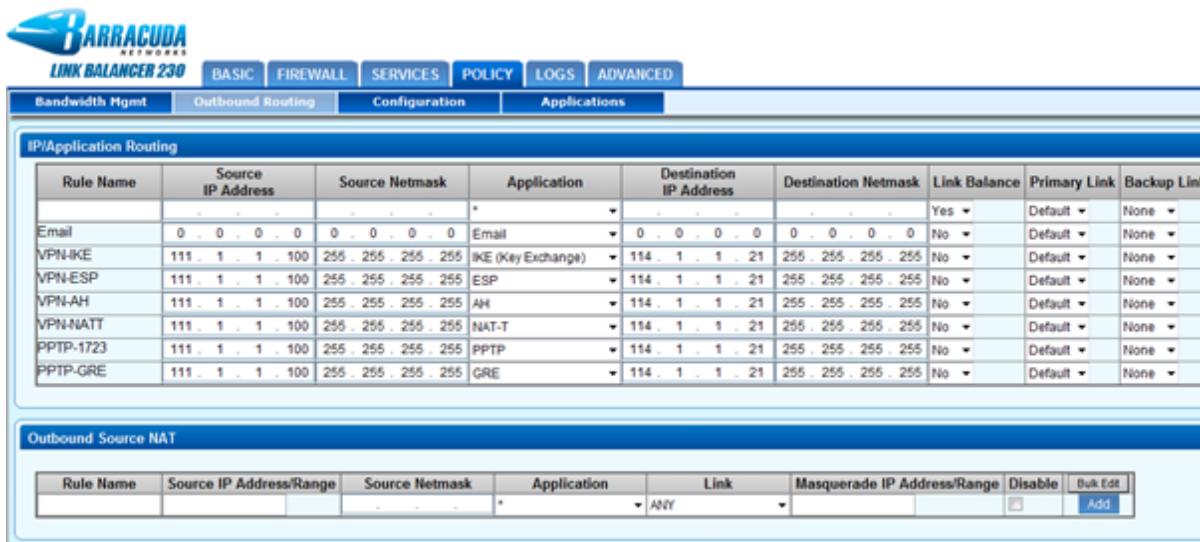 BARRACUDA
NETWORKS
LINK BALANCER 230
BASIC FIREWALL SERVICES POLICY LOGS ADVANCED
Bandwidth Mgmt Outbound Routing Configuration Applications
IP/Application Routing
Rule Name Source IP Address Source Netmask Application Destination IP Address Destination Netmask Link Balance Primary Link Backup Lin
. . . . . . * . . . . . . Yes Default None
Email 0 . 0 . 0 . 0 0 . 0 . 0 . 0 Email 0 . 0 . 0 . 0 0 . 0 . 0 . 0 No Default None
VPN-IKE 111 . 1 . 1 . 100 255 . 255 . 255 . 255 IKE (Key Exchange) 114 . 1 . 1 . 21 255 . 255 . 255 . 255 No Default None
VPN-ESP 111 . 1 . 1 . 100 255 . 255 . 255 . 255 ESP 114 . 1 . 1 . 21 255 . 255 . 255 . 255 No Default None
VPN-AH 111 . 1 . 1 . 100 255 . 255 . 255 . 255 AH 114 . 1 . 1 . 21 255 . 255 . 255 . 255 No Default None
VPN-NATT 111 . 1 . 1 . 100 255 . 255 . 255 . 255 NAT-T 114 . 1 . 1 . 21 255 . 255 . 255 . 255 No Default None
PPTP-1723 111 . 1 . 1 . 100 255 . 255 . 255 . 255 PPTP 114 . 1 . 1 . 21 255 . 255 . 255 . 255 No Default None
PPTP-GRE 111 . 1 . 1 . 100 255 . 255 . 255 . 255 GRE 114 . 1 . 1 . 21 255 . 255 . 255 . 255 No Default None
Outbound Source NAT
Rule Name Source IP Address/Range Source Netmask Application Link Masquerade IP Address/Range Disable Bulk Edit
. . . * ANY Add